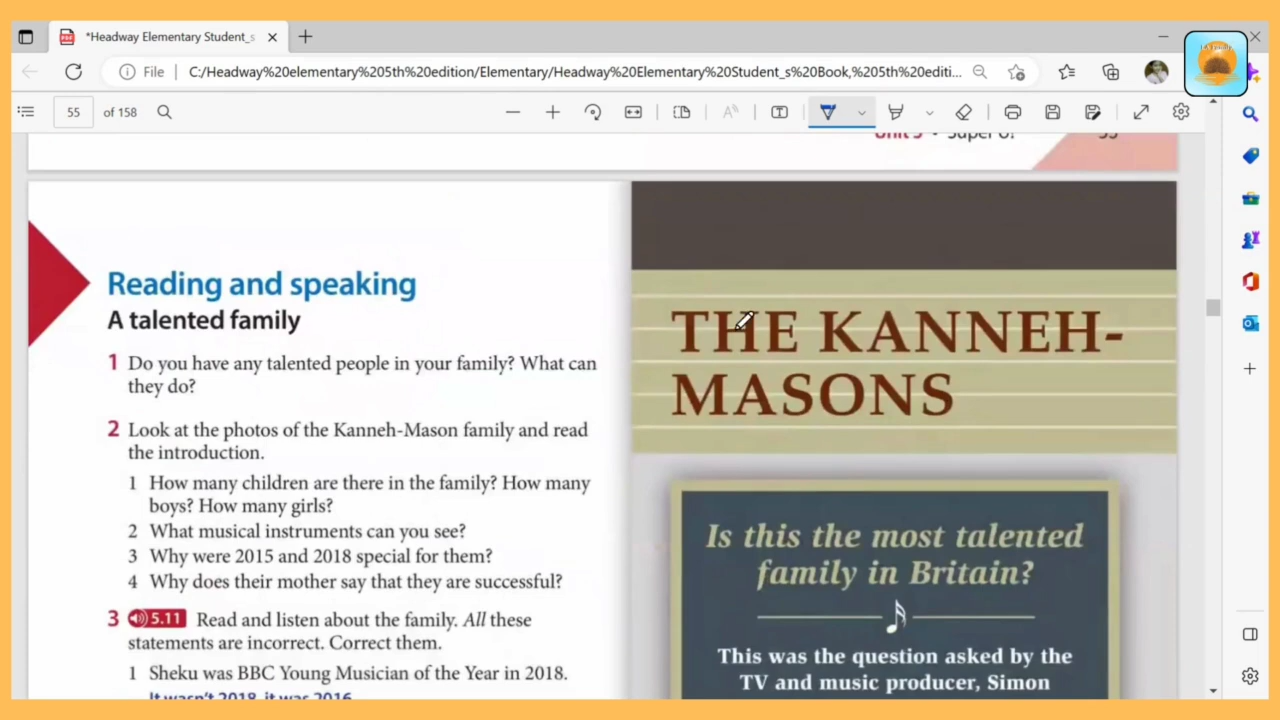 *Headway Elementary Student_s
File
C:/Headway%20elementary%205th%20edition/Elementary/Headway%20Elementary%20Student_s%20Book,%205th%20editi...
55
of 158
Reading and speaking
A talented family
1 Do you have any talented people in your family? What can
they do?
2 Look at the photos of the Kanneh-Mason family and read
the introduction.
1 How many children are there in the family? How many
boys? How many girls?
2 What musical instruments can you see?
3 Why were 2015 and 2018 special for them?
4 Why does their mother say that they are successful?
3 5.11 Read and listen about the family. All these
statements are incorrect. Correct them.
1 Sheku was BBC Young Musician of the Year in 2018.
It wasn't 2018, it was 2016.
THE KANNEH-
MASONS
Is this the most talented
family in Britain?
This was the question asked by the
TV and music producer, Simon